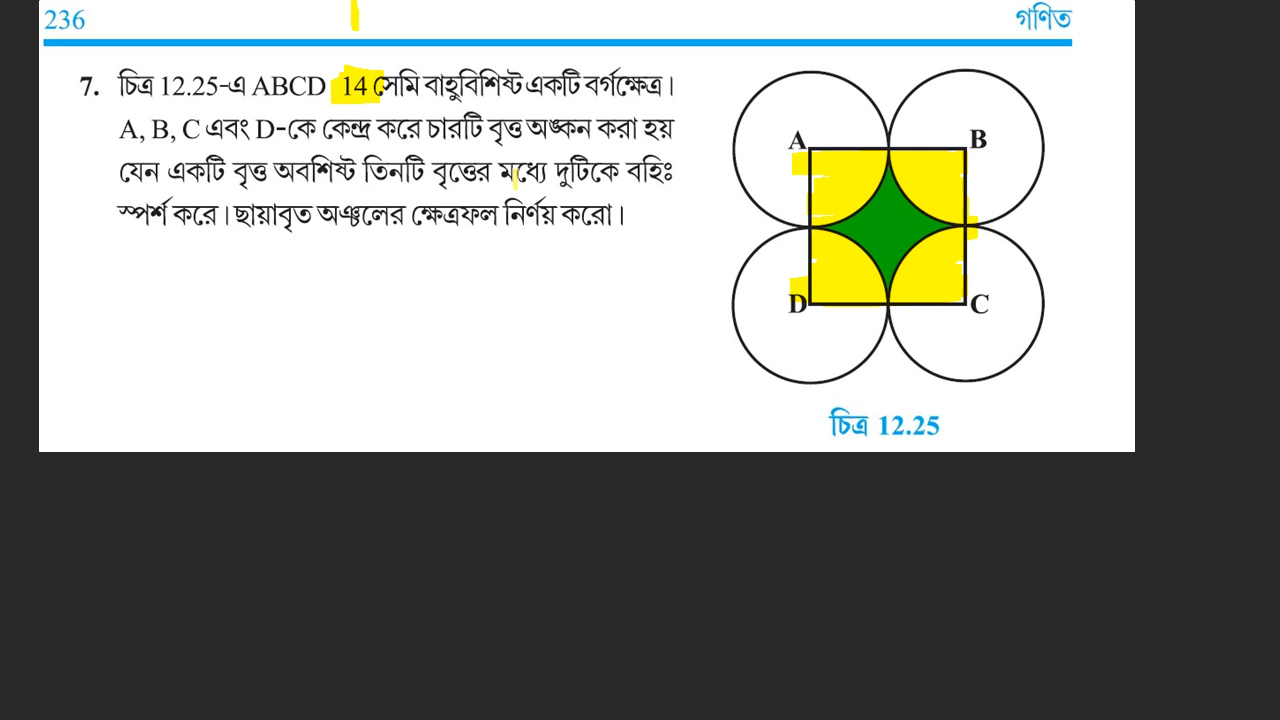 236
গণিত
7. চিত্র 12.25-এ ABCD 14 সেমি বাহুবিশিষ্ট একটি বর্গক্ষেত্র।
A, B, C এবং D-কে কেন্দ্র করে চারটি বৃত্ত অঙ্কন করা হয়
যেন একটি বৃত্ত অবশিষ্ট তিনটি বৃত্তের মধ্যে দুটিকে বহিঃ
স্পর্শ করে। ছায়াবৃত অঞ্চলের ক্ষেত্রফল নির্ণয় করো।
A
B
D
C
চিত্র 12.25